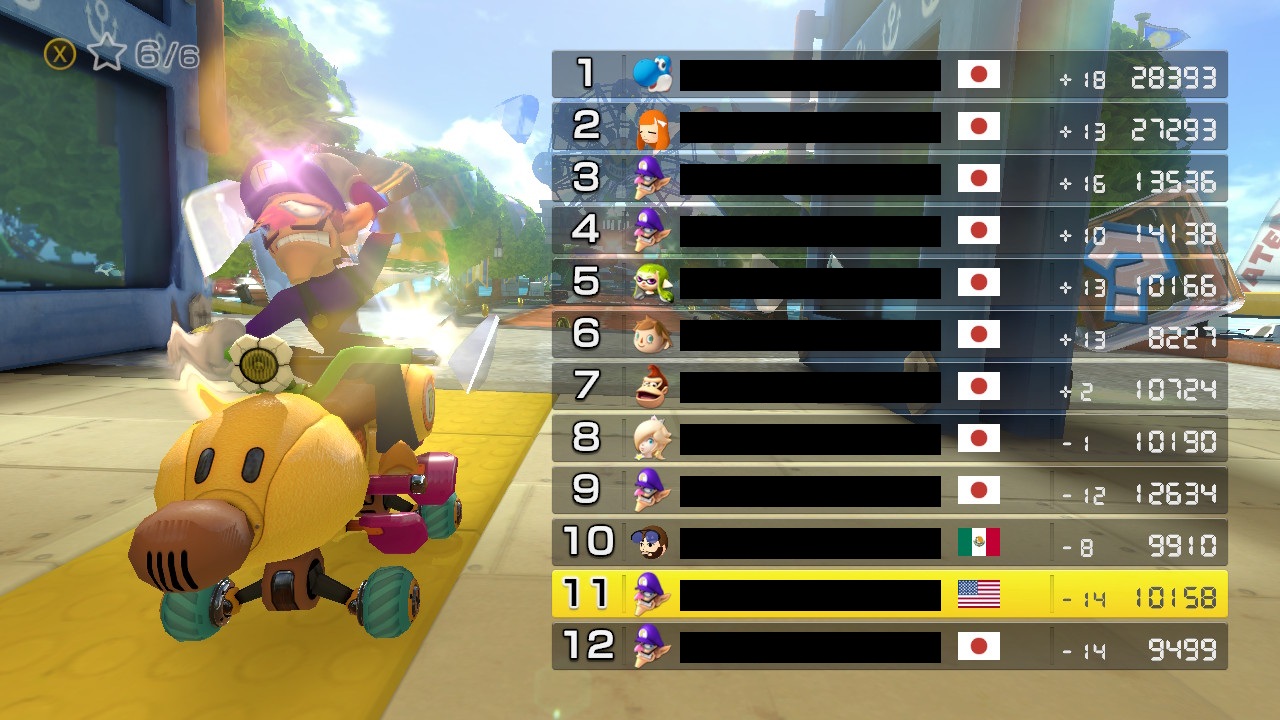 X 6/6
1 + 18 28393
2 + 13 27293
3 + 16 13536
4 + 10 14138
5 + 13 10166
6 + 13 8227
7 + 2 10724
8 - 1 10190
9 - 12 12634
10 - 8 9910
11 - 14 10158
12 - 14 9499